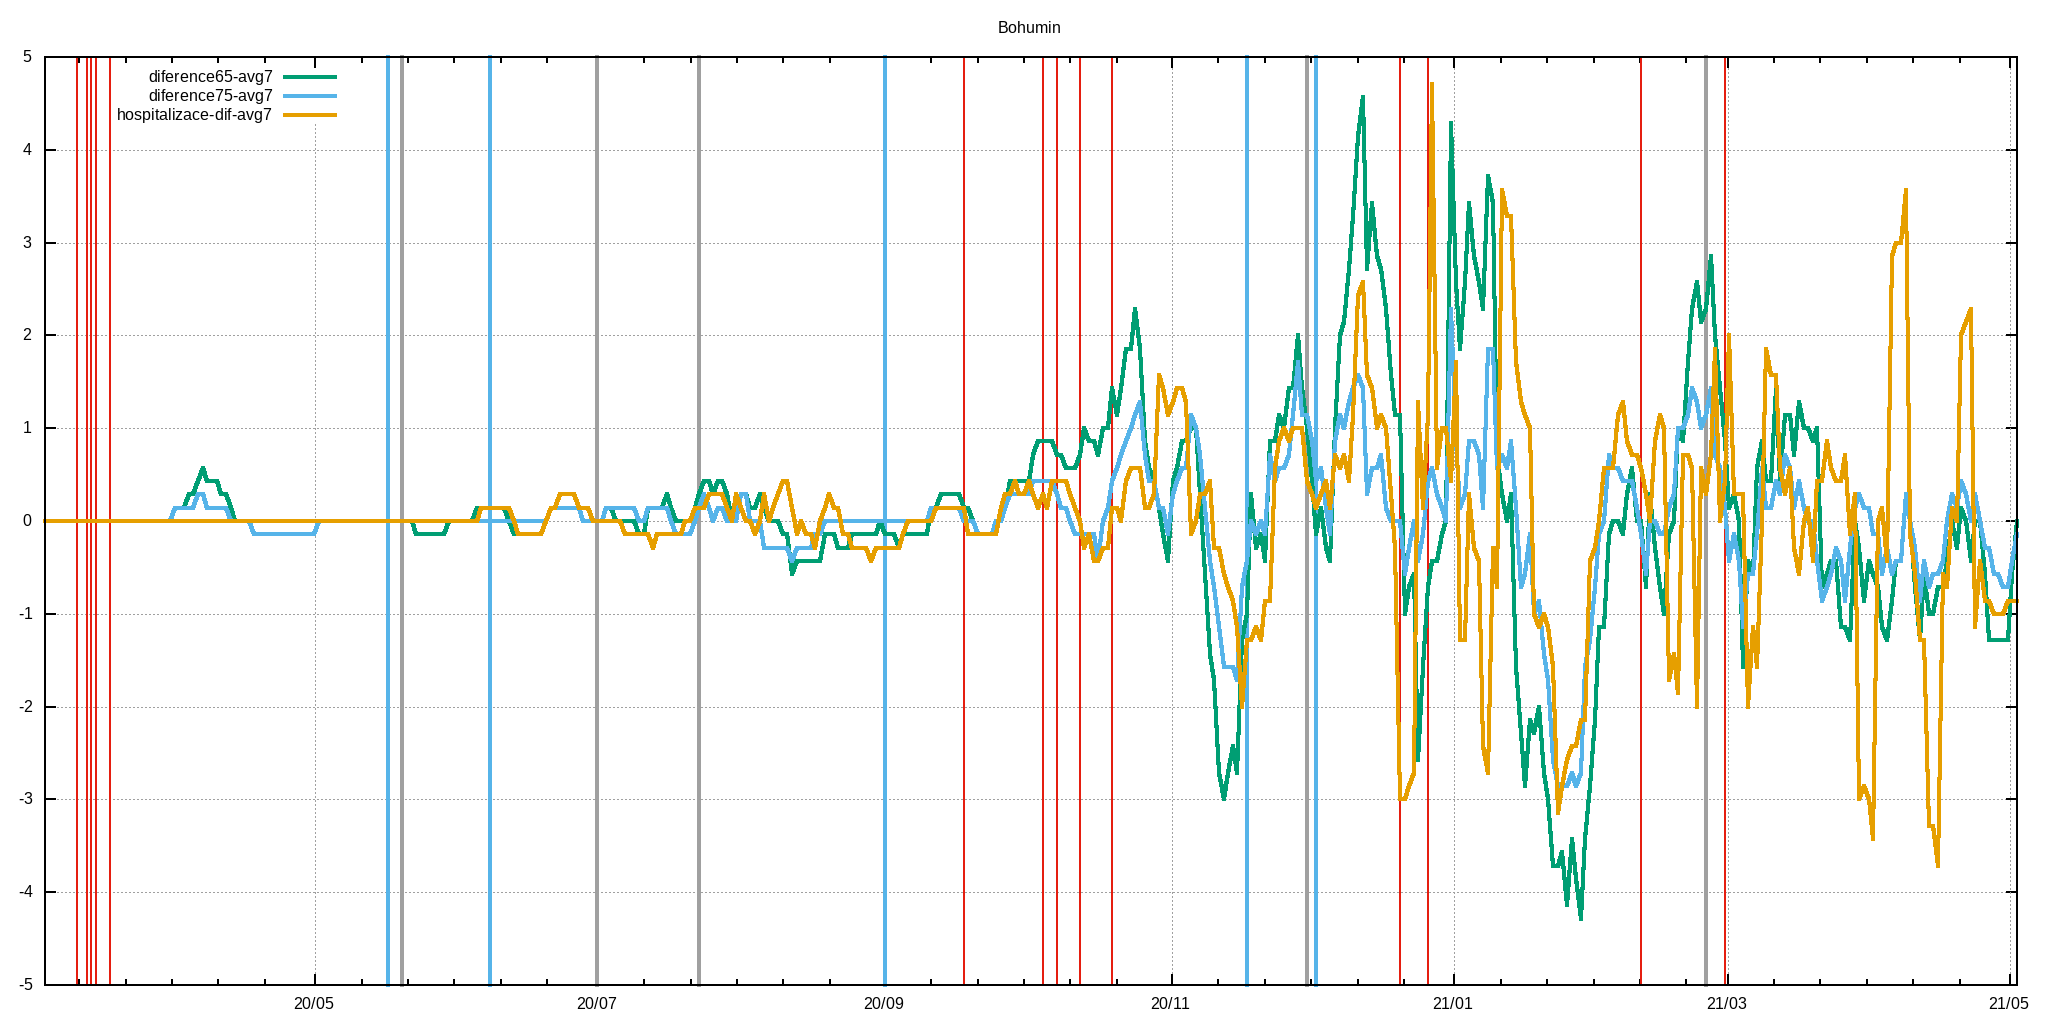 Bohumin
diference65-avg7
diference75-avg7
hospitalizace-dif-avg7
5
4
3
2
1
0
-1
-2
-3
-4
-5
20/05 20/07 20/09 20/11 21/01 21/03 21/05